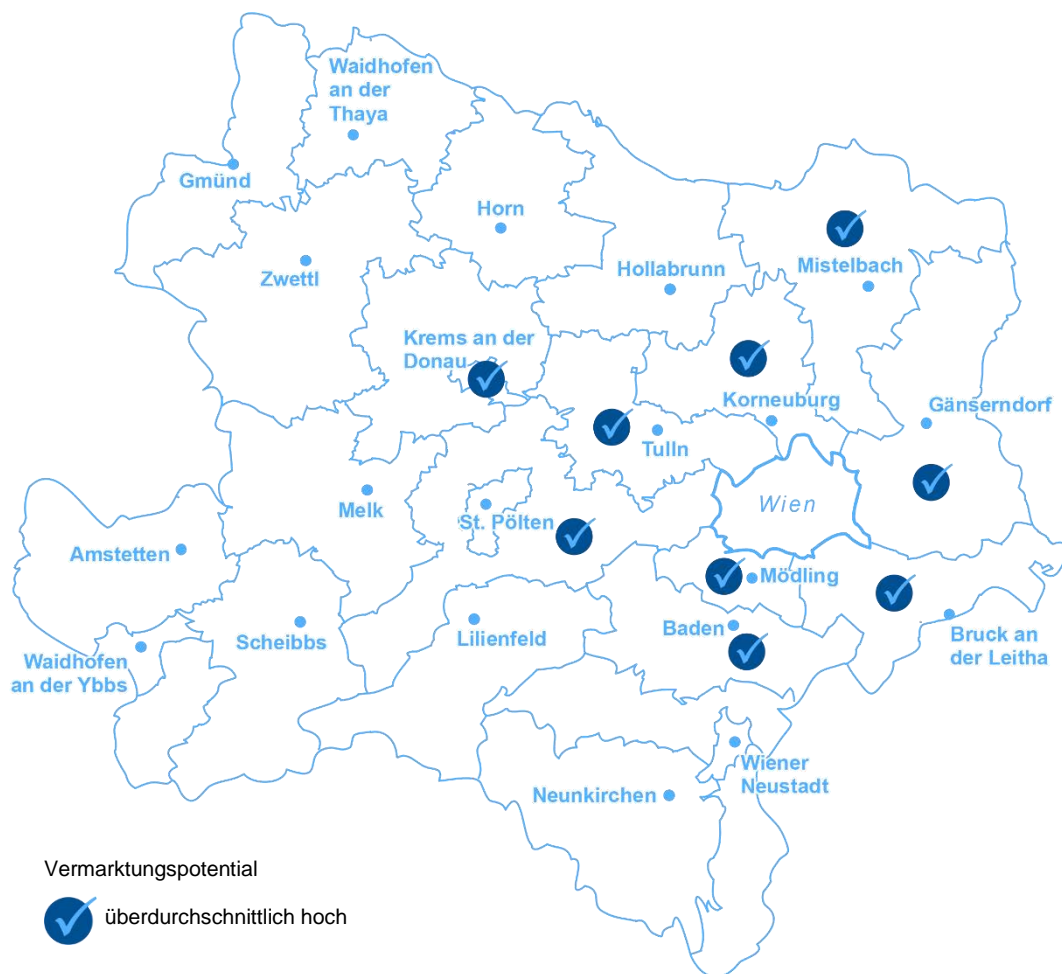 Waidhofen
an der
Thaya
Gmünd
Horn
Zwettl
Hollabrunn
Mistelbach
Krems an der
Donau
Korneuburg
Gänserndorf
Tulln
Melk
St. Pölten
Wien
Amstetten
Mödling
Scheibbs
Lilienfeld
Baden
Bruck an
der Leitha
Waidhofen
an der Ybbs
Wiener
Neustadt
Neunkirchen
Vermarktungspotential
überdurchschnittlich hoch